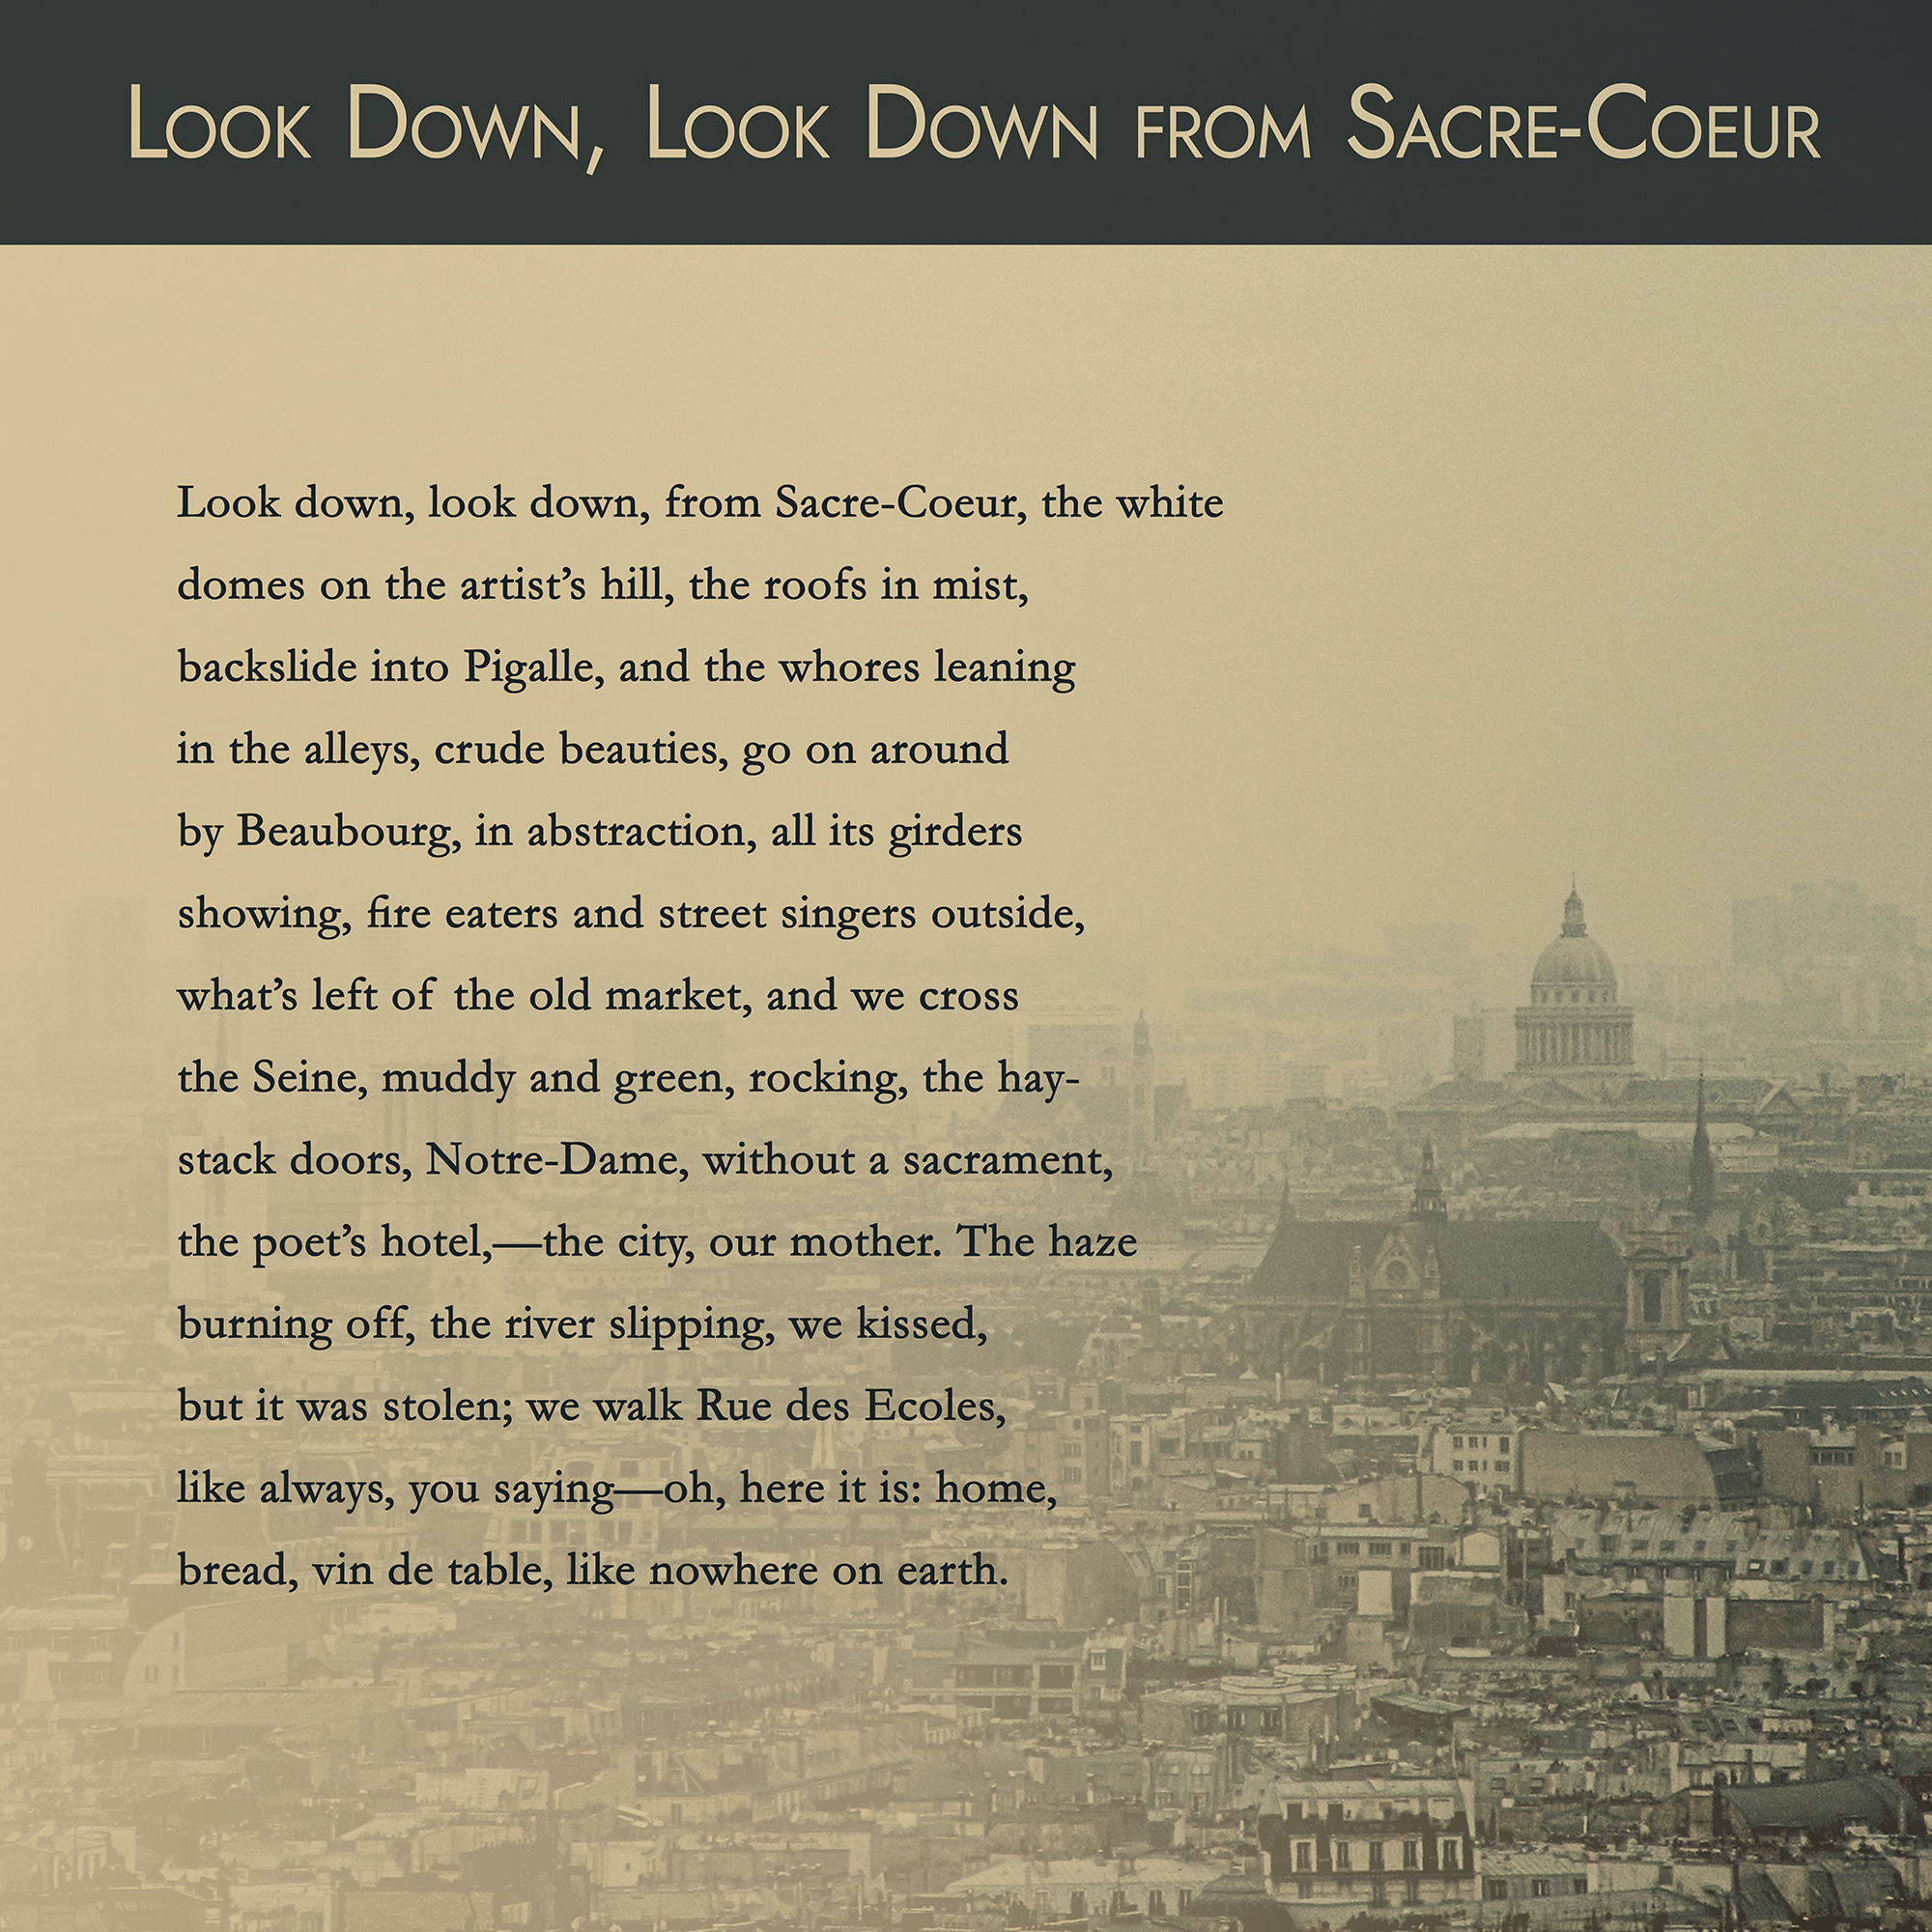 Look Down, Look Down from Sacre-Coeur
Look down, look down, from Sacre-Coeur, the white
domes on the artist’s hill, the roofs in mist,
backslide into Pigalle, and the whores leaning
in the alleys, crude beauties, go on around
by Beaubourg, in abstraction, all its girders
showing, fire eaters and street singers outside,
what’s left of the old market, and we cross
the Seine, muddy and green, rocking, the hay-
stack doors, Notre-Dame, without a sacrament,
the poet’s hotel,—the city, our mother. The haze
burning off, the river slipping, we kissed,
but it was stolen; we walk Rue des Ecoles,
like always, you saying—oh, here it is: home,
bread, vin de table, like nowhere on earth.